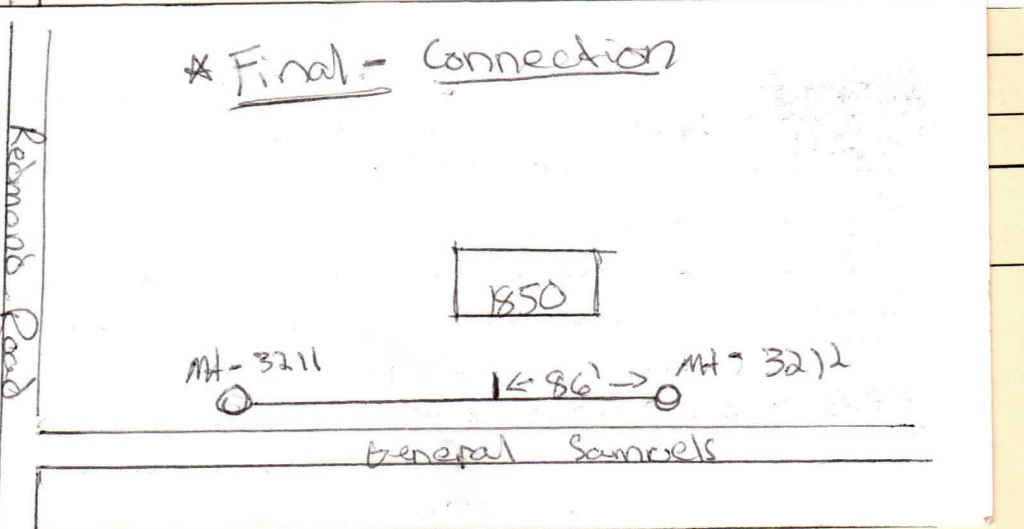 * Final - Connection
Redmond Road
1850
MH - 3211
← 86' →
MH - 3212
General Samuels